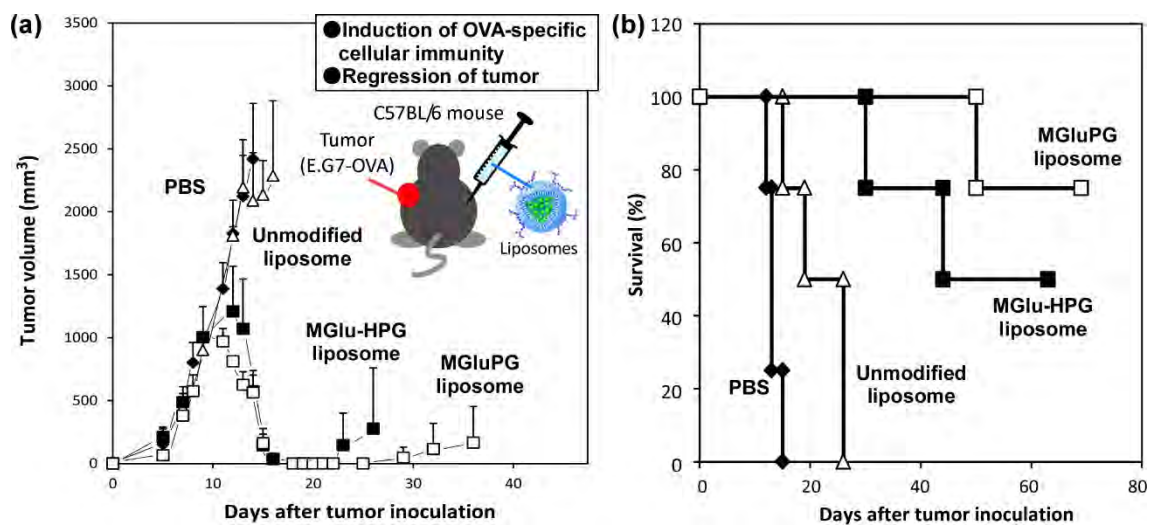 (a)
3500
3000
2500
2000
1500
1000
500
0
Tumor volume (mm³)
0 10 20 30 40
Days after tumor inoculation
● Induction of OVA-specific
cellular immunity
■ Regression of tumor
C57BL/6 mouse
Tumor
(E.G7-OVA)
Liposomes
PBS
Unmodified
liposome
MGlu-HPG
liposome
MGluPG
liposome
(b)
120
100
80
60
40
20
0
Survival (%)
0 20 40 60 80
Days after tumor inoculation
MGluPG
liposome
MGlu-HPG
liposome
PBS
Unmodified
liposome